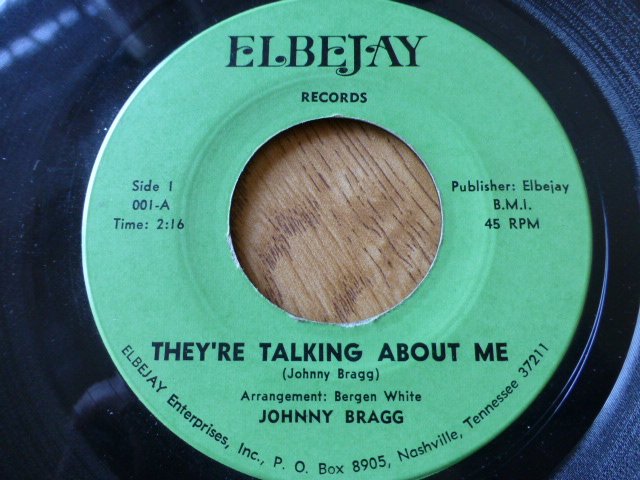 ELBEJAY
RECORDS
Side 1
001-A
Time: 2:16
Publisher: Elbejay
B.M.I.
45 RPM
THEY'RE TALKING ABOUT ME
(Johnny Bragg)
Arrangement: Bergen White
JOHNNY BRAGG
ELBEJAY Enterprises, Inc., P. O. Box 8905, Nashville, Tennessee 37211